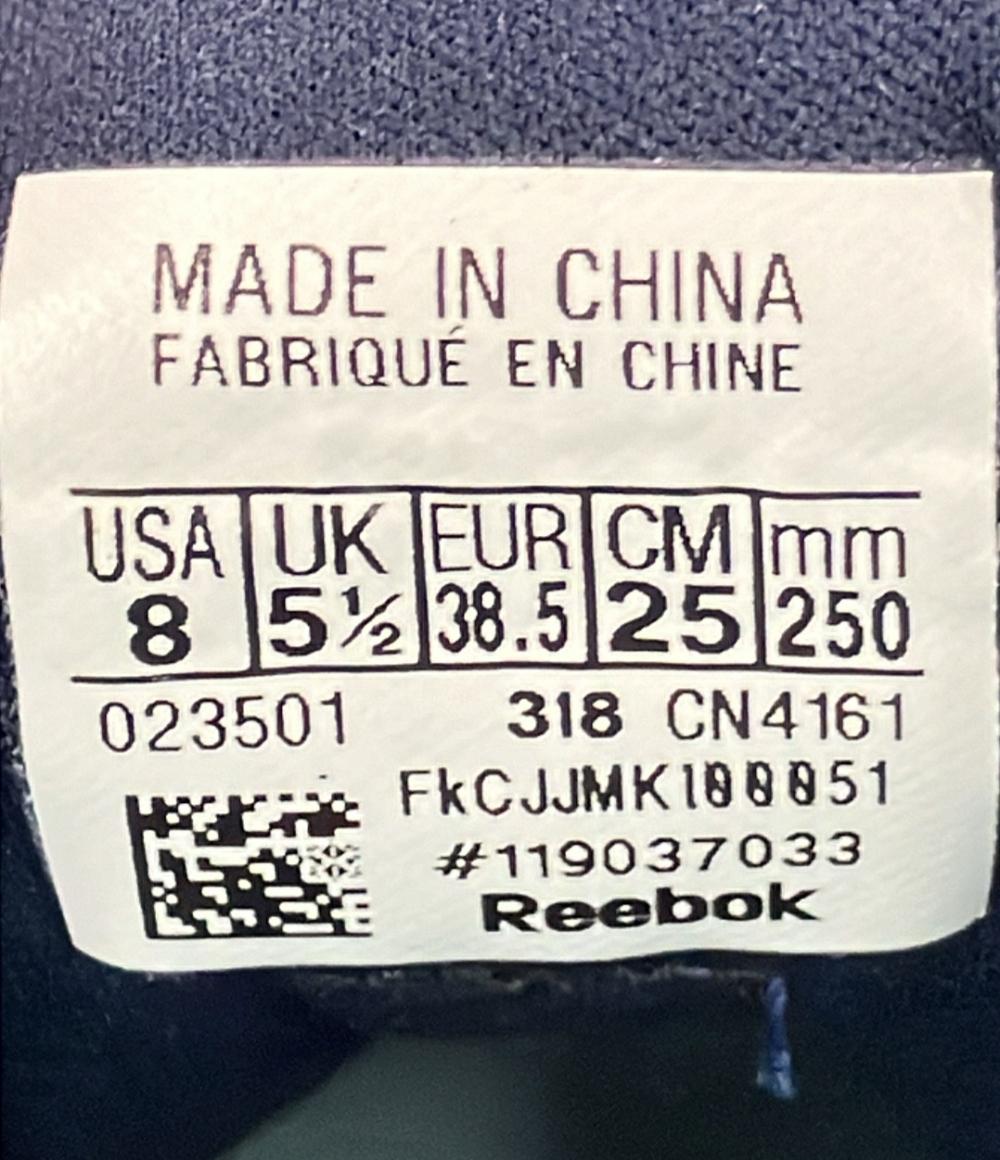 MADE IN CHINA
FABRIQUÉ EN CHINE
USA UK EUR CM mm
8 5½ 38.5 25 250
023501 318 CN4161
FkCJJMK100051
#119037033
Reebok